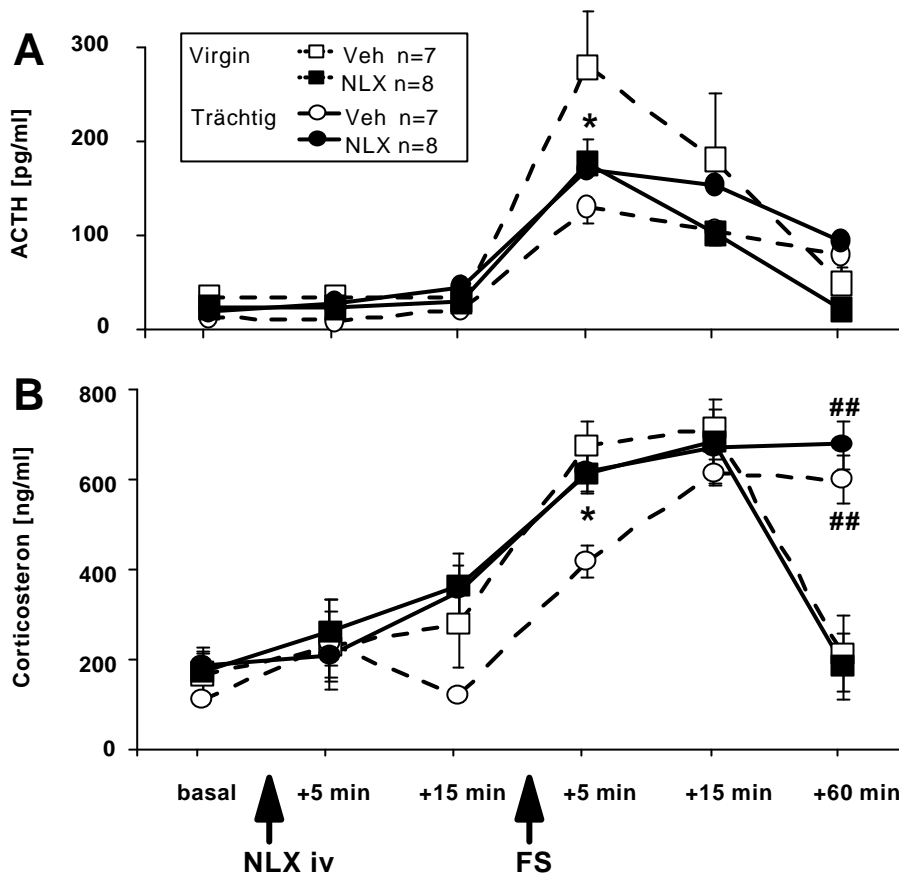 A
ACTH [pg/ml]
300
200
100
0
Virgin Veh n=7
NLX n=8
Trächtig Veh n=7
NLX n=8
*
B
Corticosteron [ng/ml]
800
600
400
200
0
##
*
##
basal +5 min +15 min +5 min +15 min +60 min
NLX iv FS